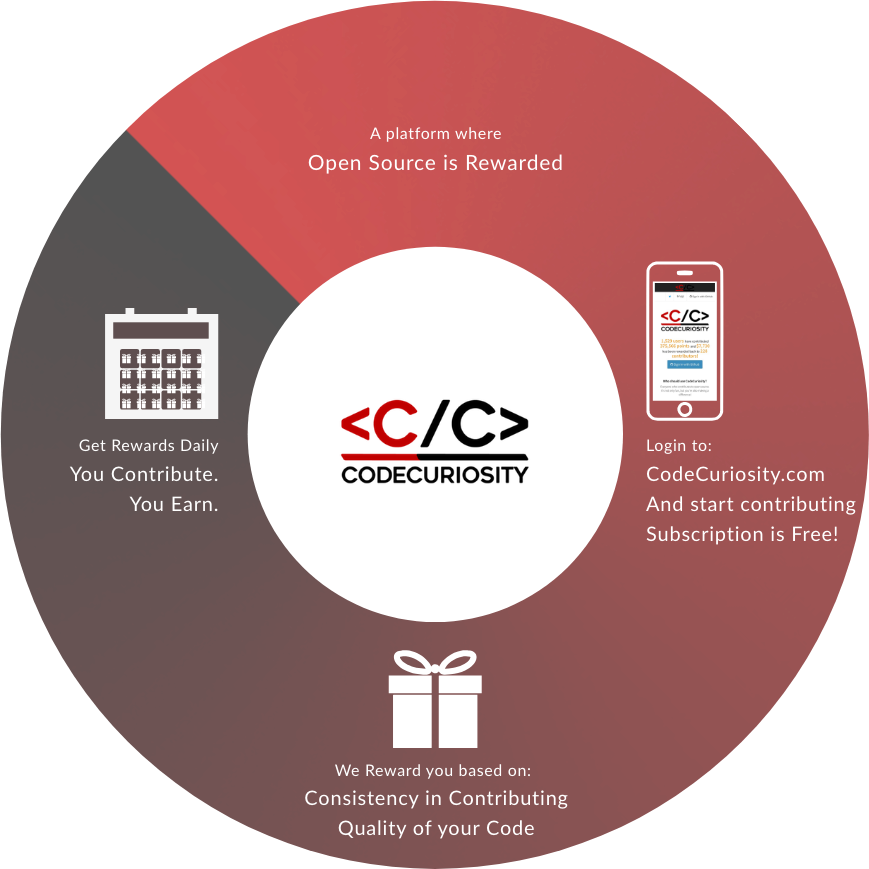 A platform where
Open Source is Rewarded
<C/C>
CODECURIOSITY
Login to:
CodeCuriosity.com
And start contributing
Subscription is Free!
<C/C>
CODECURIOSITY
We Reward you based on:
Consistency in Contributing
Quality of your Code
Get Rewards Daily
You Contribute.
You Earn.